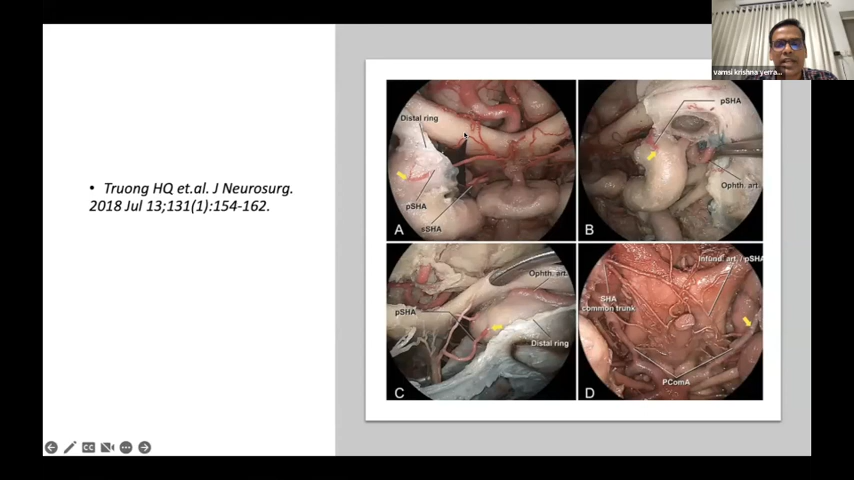 vamsi krishna yerra...
• Truong HQ et.al. J Neurosurg.
2018 Jul 13;131(1):154-162.
Distal ring
pSHA
sSHA
A
pSHA
Ophth. art.
B
Ophth. art.
pSHA
Distal ring
C
Infund. art. / pSHA
SHA
common trunk
PComA
D
CC